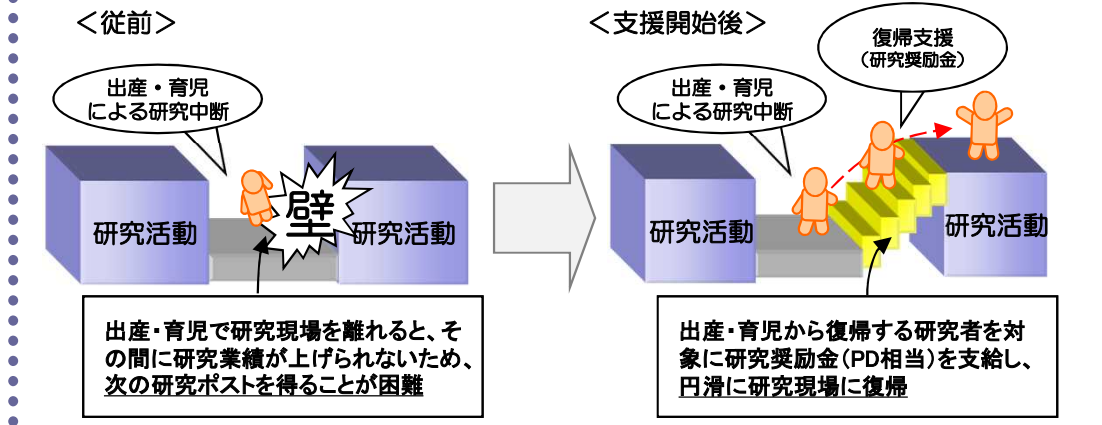 ＜従前＞
出産・育児
による研究中断
壁
研究活動
研究活動
出産・育児で研究現場を離れると、そ
の間に研究業績が上げられないため、
次の研究ポストを得ることが困難
＜支援開始後＞
復帰支援
（研究奨励金）
出産・育児
による研究中断
研究活動
研究活動
出産・育児から復帰する研究者を対
象に研究奨励金（PD相当）を支給し、
円滑に研究現場に復帰